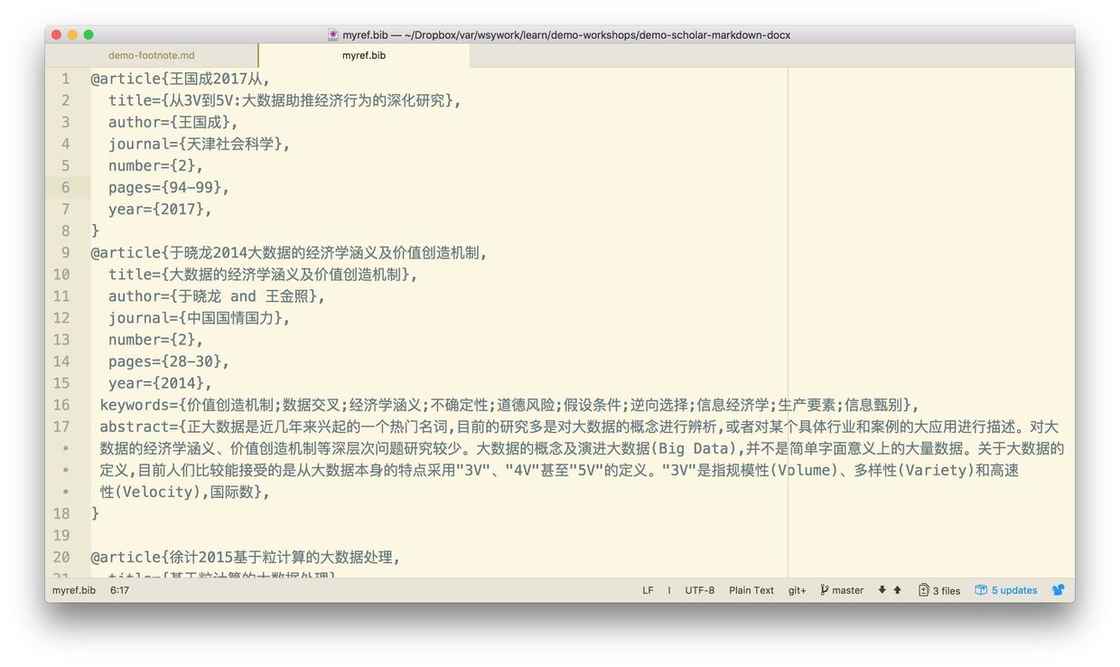 myref.bib — ~/Dropbox/var/wsywork/learn/demo-workshops/demo-scholar-markdown-docx
demo-footnote.md
myref.bib
1 @article{王国成2017从,
2 title={从3V到5V:大数据助推经济行为的深化研究},
3 author={王国成},
4 journal={天津社会科学},
5 number={2},
6 pages={94-99},
7 year={2017},
8 }
9 @article{于晓龙2014大数据的经济学涵义及价值创造机制,
10 title={大数据的经济学涵义及价值创造机制},
11 author={于晓龙 and 王金照},
12 journal={中国国情国力},
13 number={2},
14 pages={28-30},
15 year={2014},
16 keywords={价值创造机制;数据交叉;经济学涵义;不确定性;道德风险;假设条件;逆向选择;信息经济学;生产要素;信息甄别},
17 abstract={正大数据是近几年来兴起的一个热门名词,目前的研究多是对大数据的概念进行辨析,或者对某个具体行业和案例的大应用进行描述。对大
• 数据的经济学涵义、价值创造机制等深层次问题研究较少。大数据的概念及演进大数据(Big Data),并不是简单字面意义上的大量数据。关于大数据的
• 定义,目前人们比较能接受的是从大数据本身的特点采用"3V"、"4V"甚至"5V"的定义。"3V"是指规模性(Volume)、多样性(Variety)和高速
• 性(Velocity),国际数},
18 }
19
20 @article{徐计2015基于粒计算的大数据处理,
21 title={基于粒计算的大数据处理}
myref.bib 6:17 LF UTF-8 Plain Text git+ master 3 files 5 updates